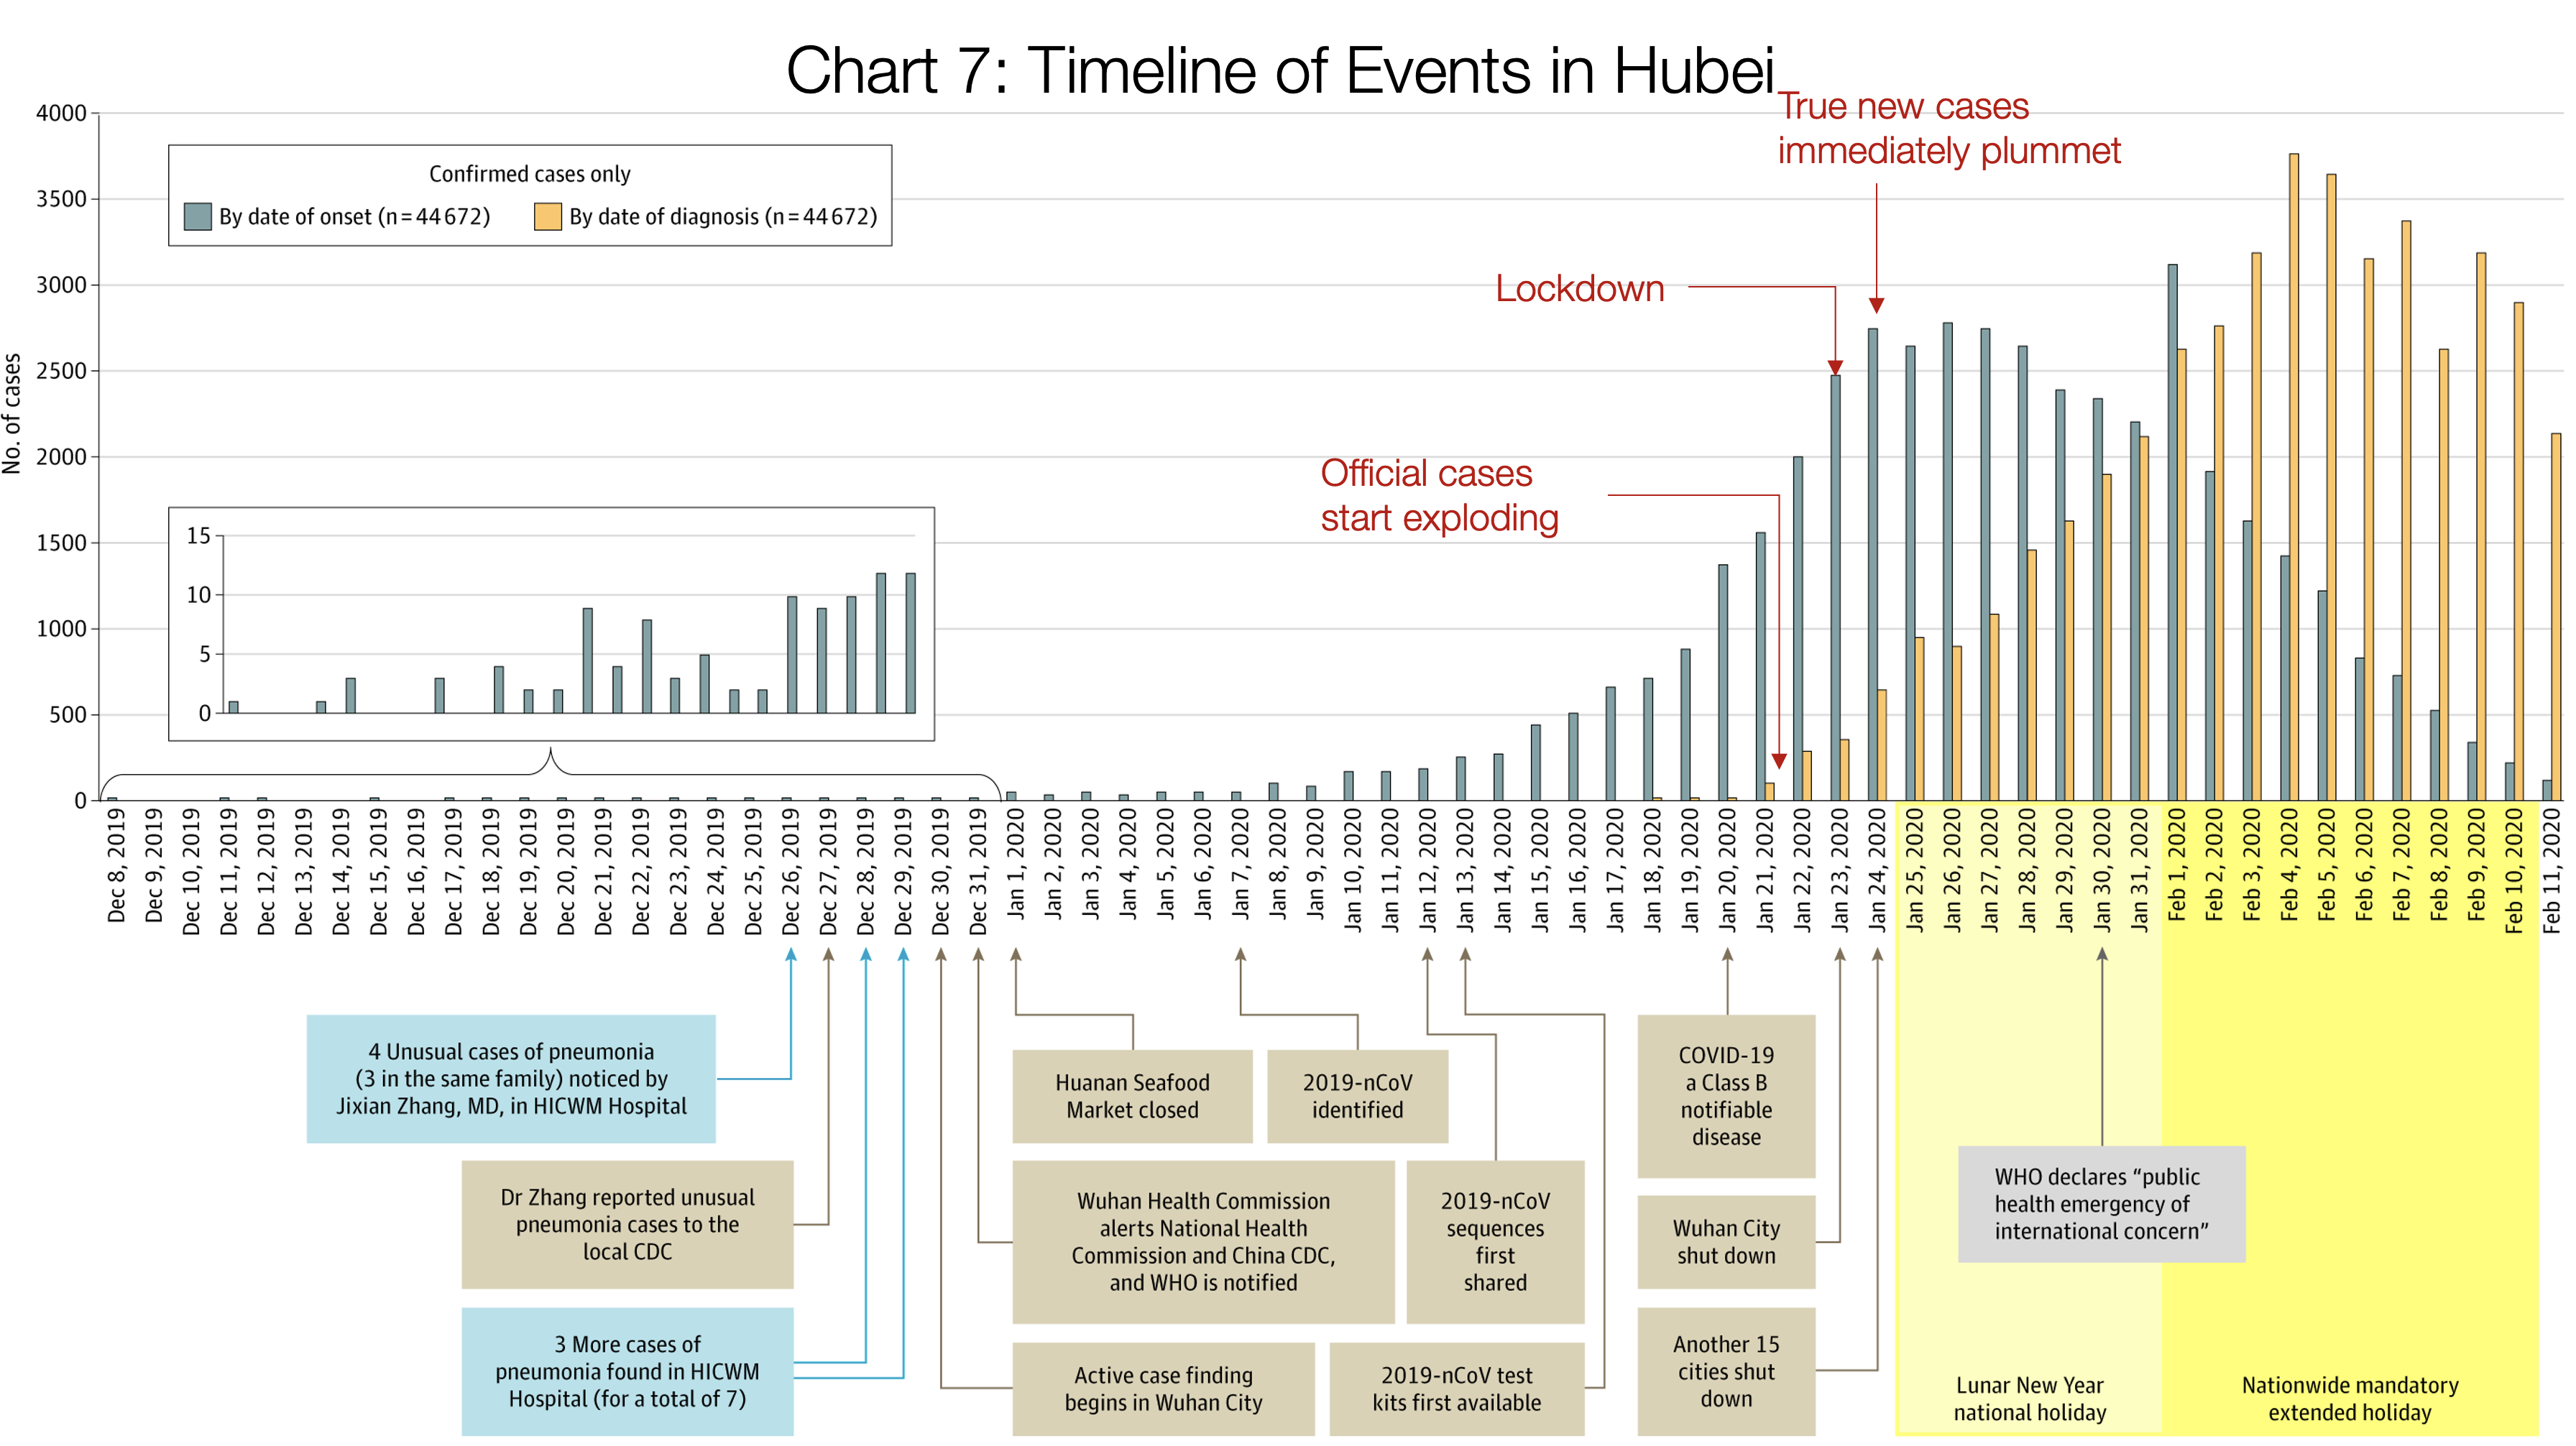 Chart 7: Timeline of Events in Hubei
True new cases
immediately plummet
Lockdown
Official cases
start exploding
Confirmed cases only
By date of onset (n=44672)
By date of diagnosis (n=44672)
No. of cases
4000
3500
3000
2500
2000
1500
1000
500
0
15
10
5
0
Dec 8, 2019
Dec 9, 2019
Dec 10, 2019
Dec 11, 2019
Dec 12, 2019
Dec 13, 2019
Dec 14, 2019
Dec 15, 2019
Dec 16, 2019
Dec 17, 2019
Dec 18, 2019
Dec 19, 2019
Dec 20, 2019
Dec 21, 2019
Dec 22, 2019
Dec 23, 2019
Dec 24, 2019
Dec 25, 2019
Dec 26, 2019
Dec 27, 2019
Dec 28, 2019
Dec 29, 2019
Dec 30, 2019
Dec 31, 2019
Jan 1, 2020
Jan 2, 2020
Jan 3, 2020
Jan 4, 2020
Jan 5, 2020
Jan 6, 2020
Jan 7, 2020
Jan 8, 2020
Jan 9, 2020
Jan 10, 2020
Jan 11, 2020
Jan 12, 2020
Jan 13, 2020
Jan 14, 2020
Jan 15, 2020
Jan 16, 2020
Jan 17, 2020
Jan 18, 2020
Jan 19, 2020
Jan 20, 2020
Jan 21, 2020
Jan 22, 2020
Jan 23, 2020
Jan 24, 2020
Jan 25, 2020
Jan 26, 2020
Jan 27, 2020
Jan 28, 2020
Jan 29, 2020
Jan 30, 2020
Jan 31, 2020
Feb 1, 2020
Feb 2, 2020
Feb 3, 2020
Feb 4, 2020
Feb 5, 2020
Feb 6, 2020
Feb 7, 2020
Feb 8, 2020
Feb 9, 2020
Feb 10, 2020
Feb 11, 2020
4 Unusual cases of pneumonia
(3 in the same family) noticed by
Jixian Zhang, MD, in HICWM Hospital
Dr Zhang reported unusual
pneumonia cases to the
local CDC
3 More cases of
pneumonia found in HICWM
Hospital (for a total of 7)
Huanan Seafood
Market closed
2019-nCoV
identified
Wuhan Health Commission
alerts National Health
Commission and China CDC,
and WHO is notified
2019-nCoV
sequences
first
shared
Active case finding
begins in Wuhan City
2019-nCoV test
kits first available
COVID-19
a Class B
notifiable
disease
Wuhan City
shut down
Another 15
cities shut
down
WHO declares “public
health emergency of
international concern”
Lunar New Year
national holiday
Nationwide mandatory
extended holiday